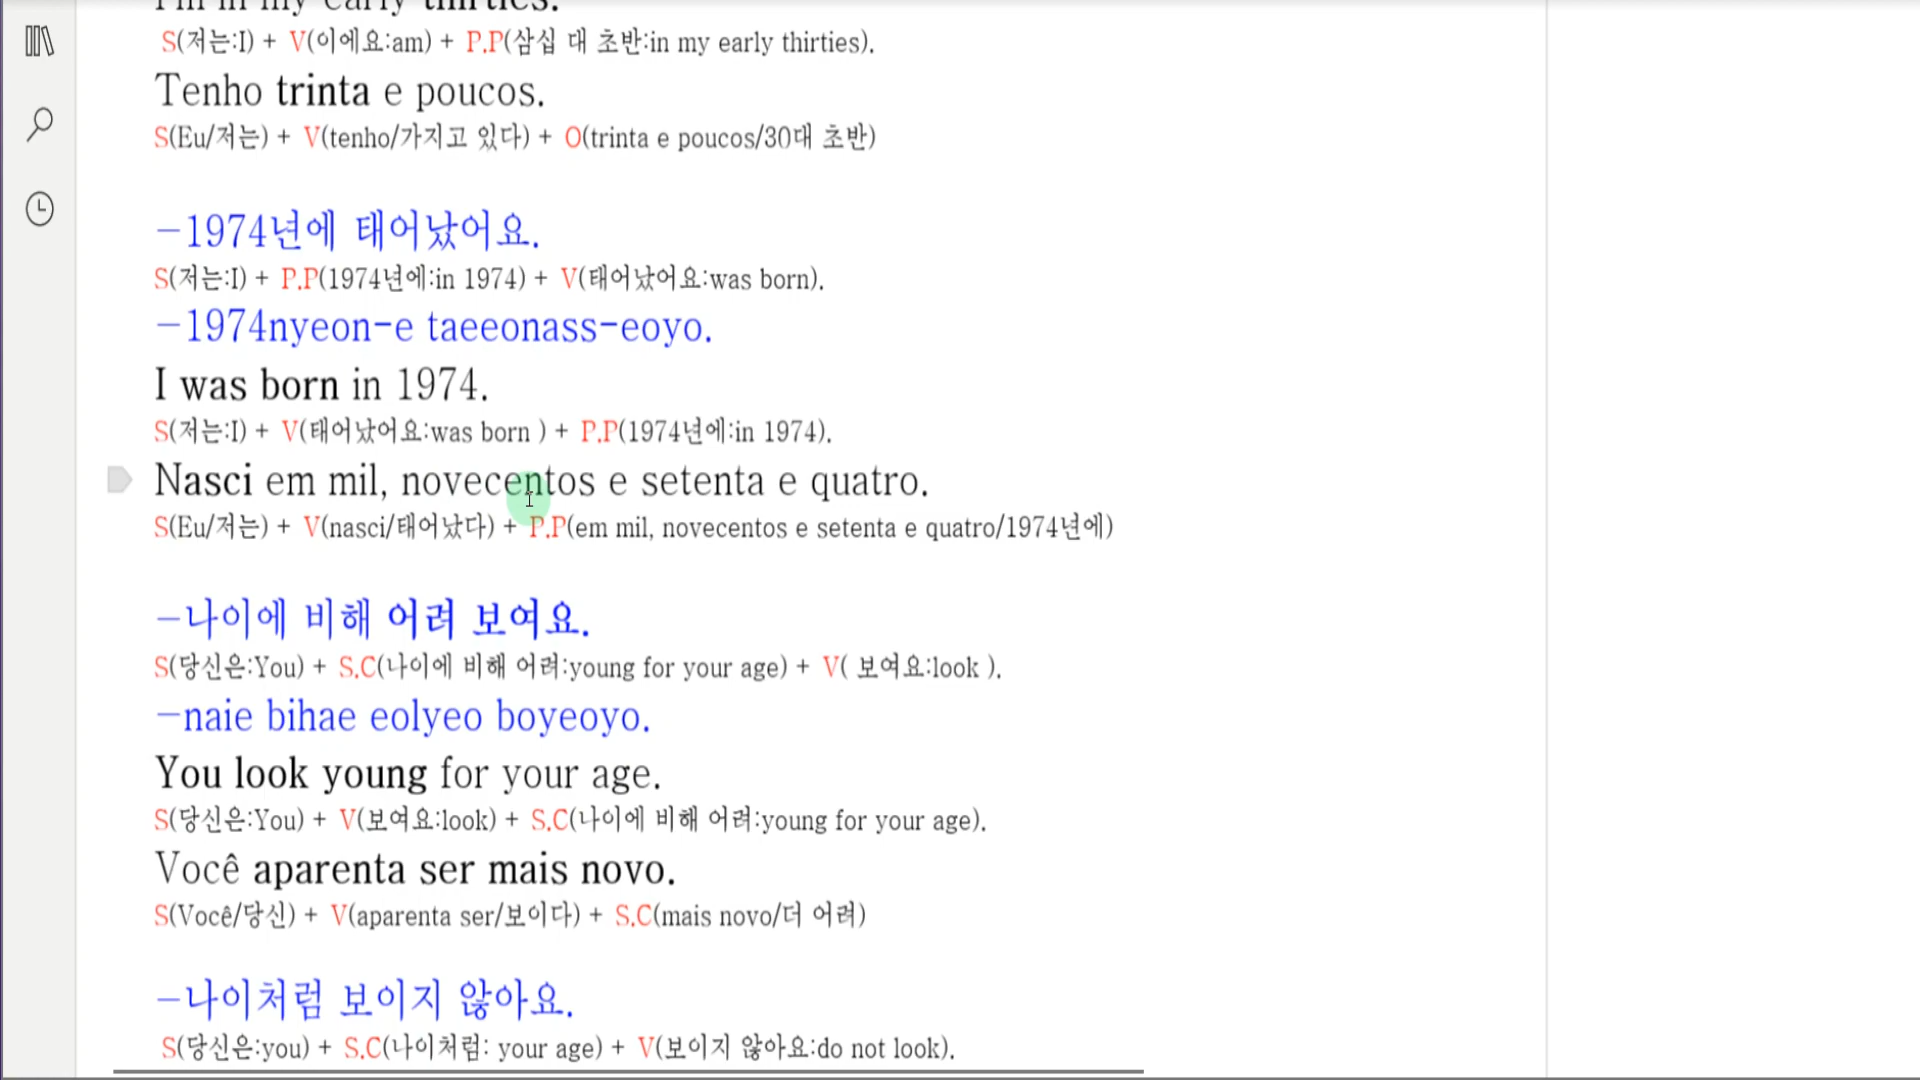 I'm in my early thirties.
S(저는:I) + V(이에요:am) + P.P(삼십 대 초반:in my early thirties).
Tenho trinta e poucos.
S(Eu/저는) + V(tenho/가지고 있다) + O(trinta e poucos/30대 초반)
-1974년에 태어났어요.
S(저는:I) + P.P(1974년에:in 1974) + V(태어났어요:was born).
-1974nyeon-e taeeonass-eoyo.
I was born in 1974.
S(저는:I) + V(태어났어요:was born ) + P.P(1974년에:in 1974).
Nasci em mil, novecentos e setenta e quatro.
S(Eu/저는) + V(nasci/태어났다) + P.P(em mil, novecentos e setenta e quatro/1974년에)
-나이에 비해 어려 보여요.
S(당신은:You) + S.C(나이에 비해 어려:young for your age) + V( 보여요:look ).
-naie bihae eolyeo boyeoyo.
You look young for your age.
S(당신은:You) + V(보여요:look) + S.C(나이에 비해 어려:young for your age).
Você aparenta ser mais novo.
S(Você/당신) + V(aparenta ser/보이다) + S.C(mais novo/더 어려)
-나이처럼 보이지 않아요.
S(당신은:you) + S.C(나이처럼: your age) + V(보이지 않아요:do not look).